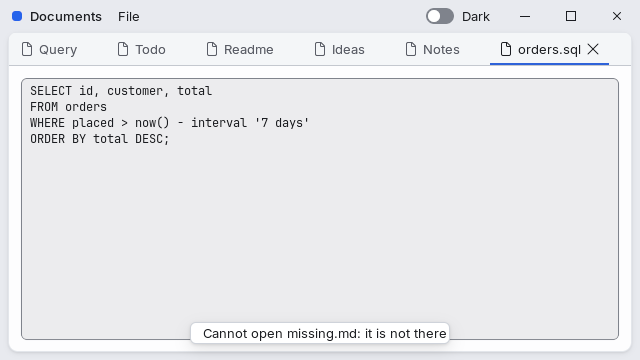 Documents File Dark
Query Todo Readme Ideas Notes orders.sql
SELECT id, customer, total
FROM orders
WHERE placed > now() - interval '7 days'
ORDER BY total DESC;
Cannot open missing.md: it is not there